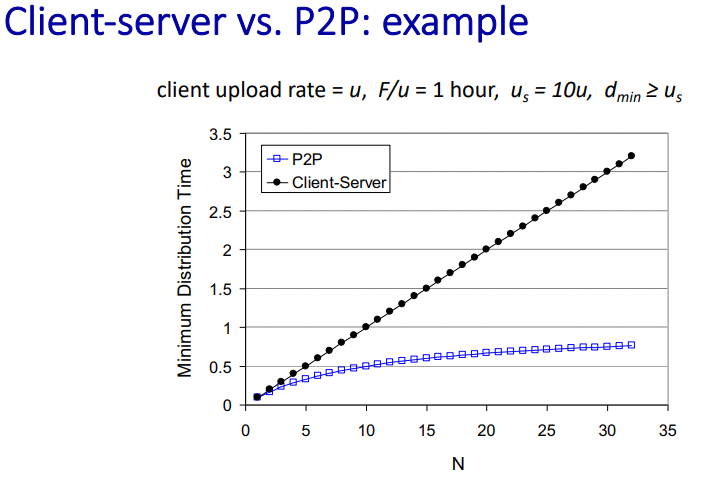 Client-server vs. P2P: example
client upload rate = u, F/u = 1 hour, us = 10u, dmin ≥ us
3.5
3
2.5
2
1.5
1
0.5
0
Minimum Distribution Time
P2P
Client-Server
0 5 10 15 20 25 30 35
N